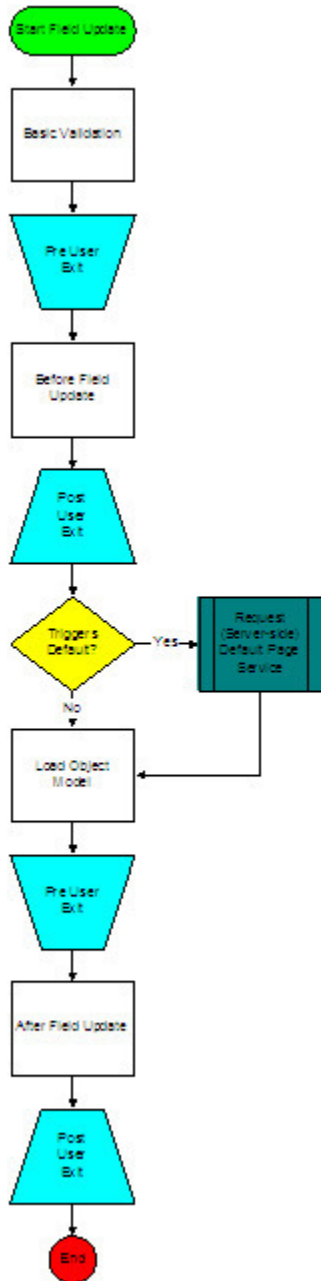 Start Field Update
Basic Validation
Pre User
Exit
Before Field
Update
Post
User
Exit
Triggers
Default?
Yes
Request
(Server-side)
Default Page
Service
No
Load Object
Model
Pre User
Exit
After Field Update
Post
User
Exit
End